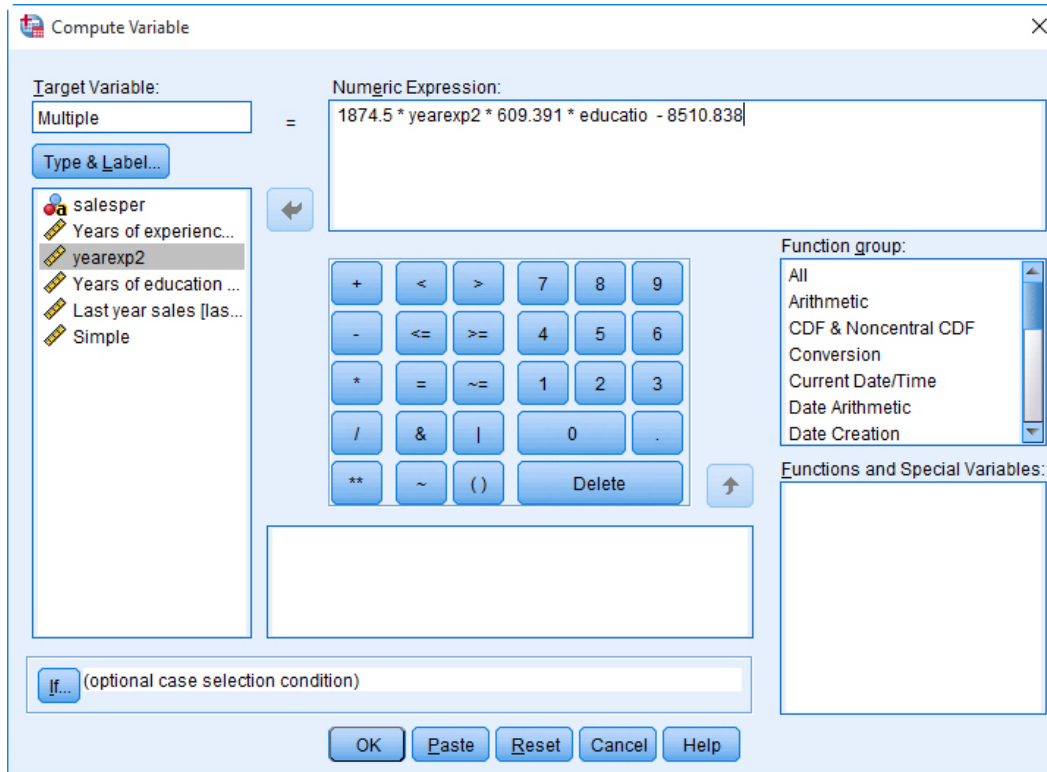 Compute Variable
Target Variable:
Multiple
Type & Label...
=
Numeric Expression:
1874.5 * yearexp2 * 609.391 * educatio - 8510.838
salesper
Years of experienc...
yearexp2
Years of education ...
Last year sales [las...
Simple
+ < > 7 8 9
- <= >= 4 5 6
* = ~= 1 2 3
/ & | 0 .
** ~ ( ) Delete
Function group:
All
Arithmetic
CDF & Noncentral CDF
Conversion
Current Date/Time
Date Arithmetic
Date Creation
Functions and Special Variables:
If... (optional case selection condition)
OK Paste Reset Cancel Help